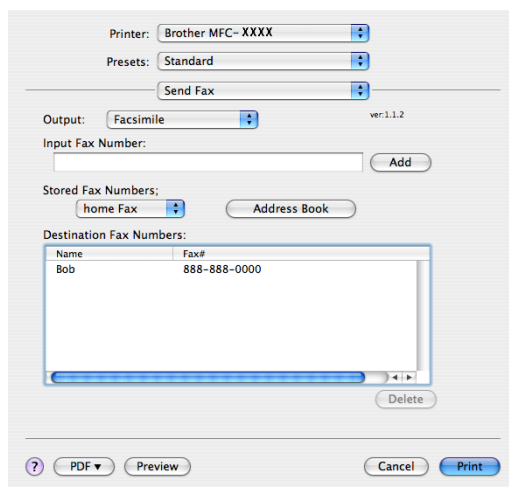 Printer: Brother MFC- XXXX
Presets: Standard
Send Fax
Output: Facsimile ver:1.1.2
Input Fax Number:
Add
Stored Fax Numbers;
home Fax Address Book
Destination Fax Numbers:
Name Fax#
Bob 888-888-0000
Delete
? PDF▼ Preview Cancel Print